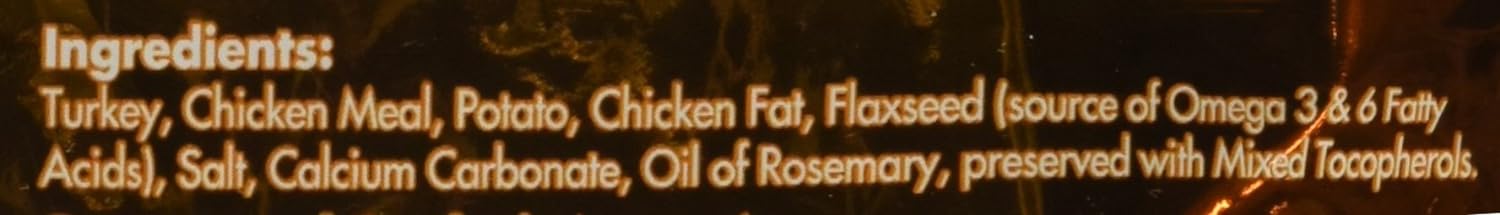 Ingredients:
Turkey, Chicken Meal, Potato, Chicken Fat, Flaxseed (source of Omega 3 & 6 Fatty
Acids), Salt, Calcium Carbonate, Oil of Rosemary, preserved with Mixed Tocopherols.